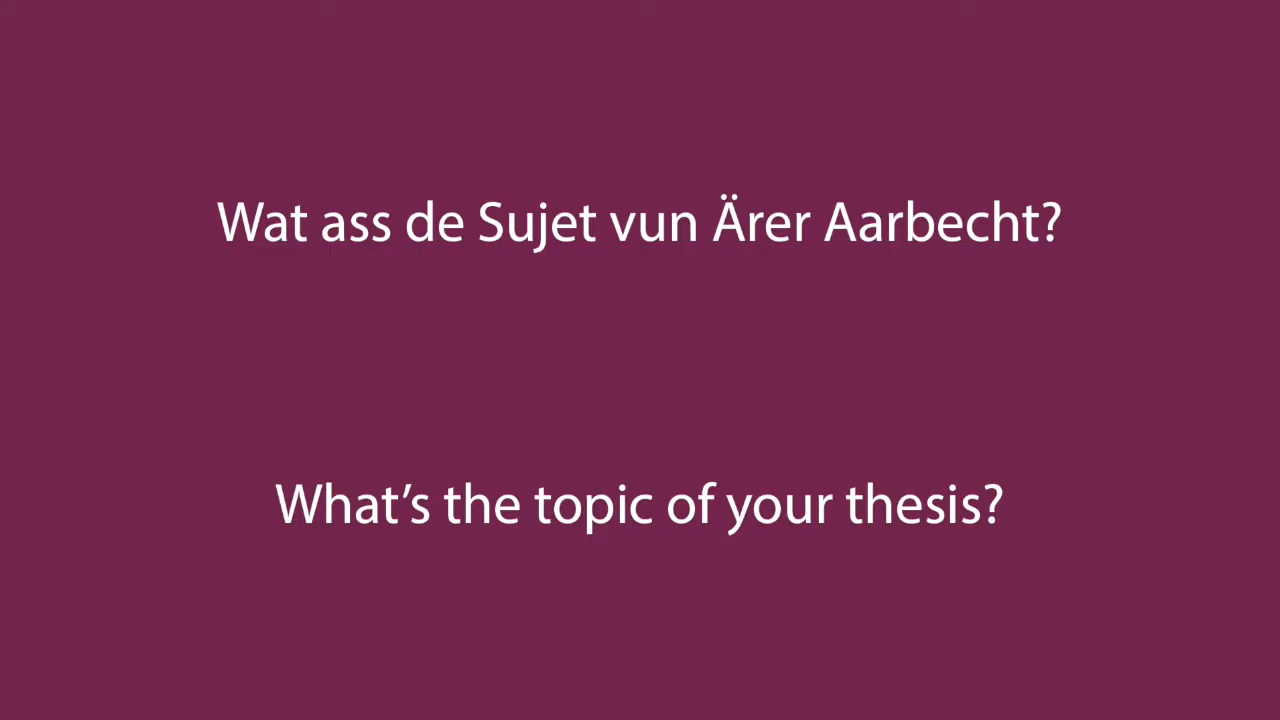 Wat ass de Sujet vun Ärer Aarbecht?
What’s the topic of your thesis?